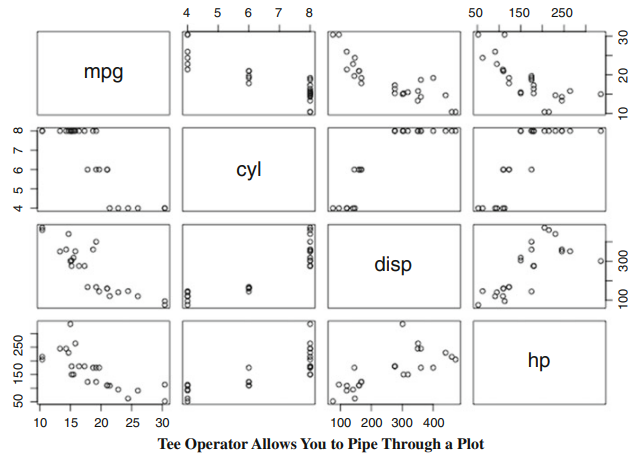 4 5 6 7 8 50 150 250
mpg 10 20 30
4 5 6 7 8 cyl
disp 100 300
50 150 250 hp
10 15 20 25 30 100 200 300 400
Tee Operator Allows You to Pipe Through a Plot